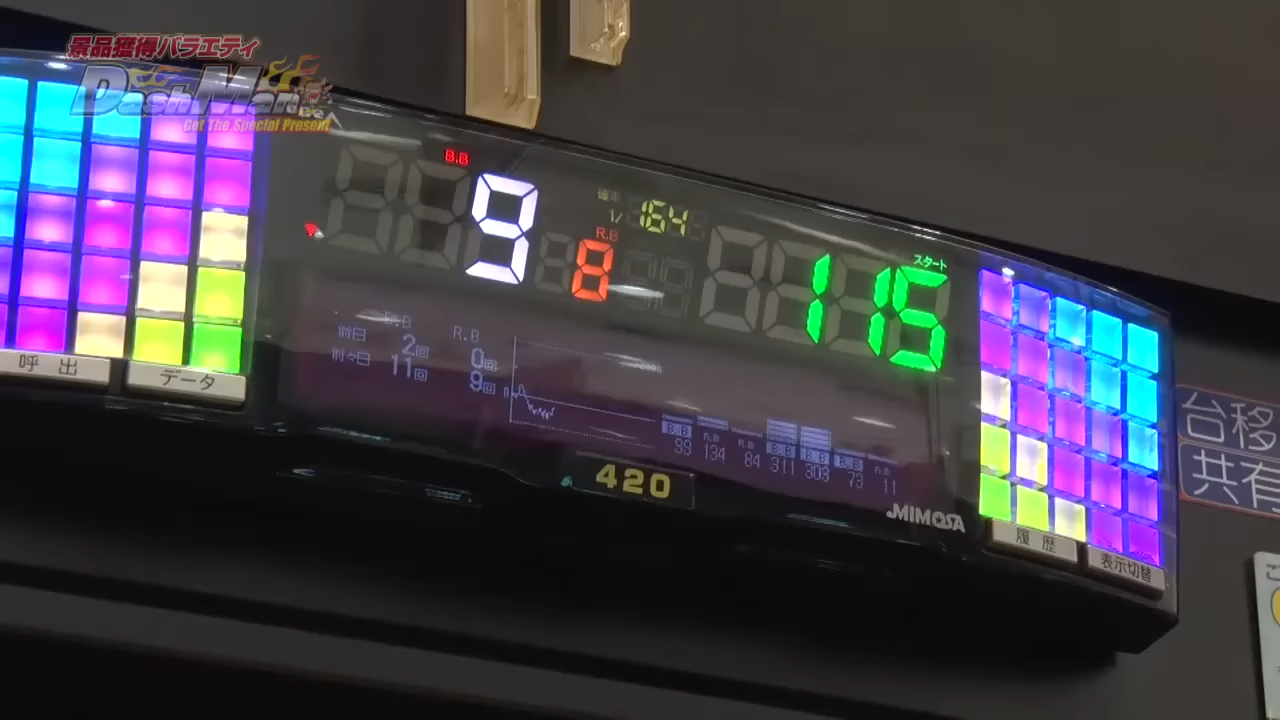 景品獲得バラエティ
DashMan
Get The Special Present
B.B
9
確率
1/
164
R.B
8
スタート
115
B.B
R.B
前日
2回
0回
前々日
11回
9回
0
B.B
99
R.B
134
R.B
84
B.B
311
B.B
303
B.B
73
R.B
11
420
MIMOSA
呼出
データ
履歴
表示切替
台移
共有